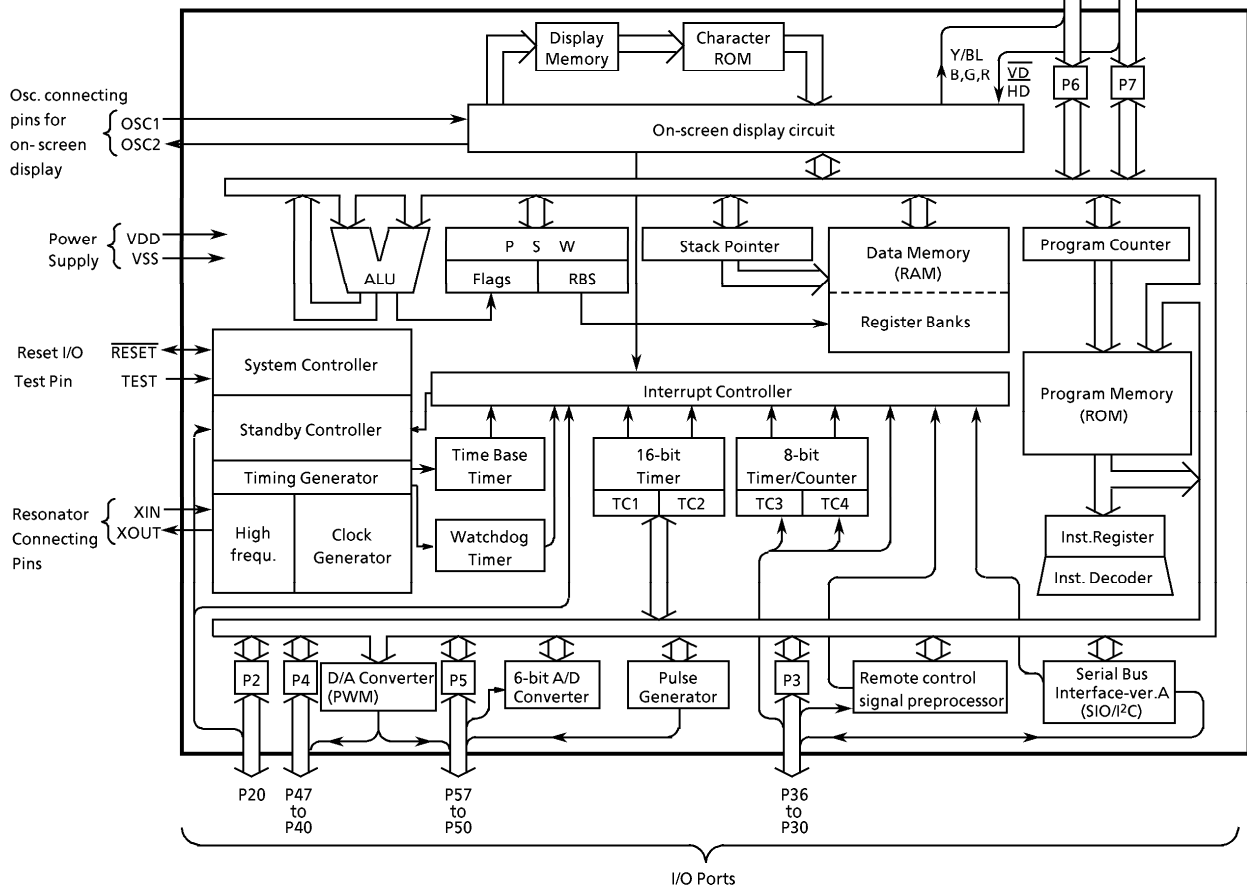 Display
Memory
Character
ROM
Y/BL
B,G,R
VD
HD
P6
P7
Osc. connecting
pins for
on- screen
display
OSC1
OSC2
On-screen display circuit
Power
Supply
VDD
VSS
ALU
P S W
Flags
RBS
Stack Pointer
Data Memory
(RAM)
Register Banks
Program Counter
Reset I/O
RESET
Test Pin
TEST
System Controller
Standby Controller
Timing Generator
High
frequ.
Clock
Generator
Interrupt Controller
Program Memory
(ROM)
Time Base
Timer
16-bit
Timer
TC1
TC2
8-bit
Timer/Counter
TC3
TC4
Resonator
Connecting
Pins
XIN
XOUT
Watchdog
Timer
Inst.Register
Inst. Decoder
P2
P4
D/A Converter
(PWM)
P5
6-bit A/D
Converter
Pulse
Generator
P3
Remote control
signal preprocessor
Serial Bus
Interface-ver.A
(SIO/I²C)
P20
P47
to
P40
P57
to
P50
P36
to
P30
I/O Ports